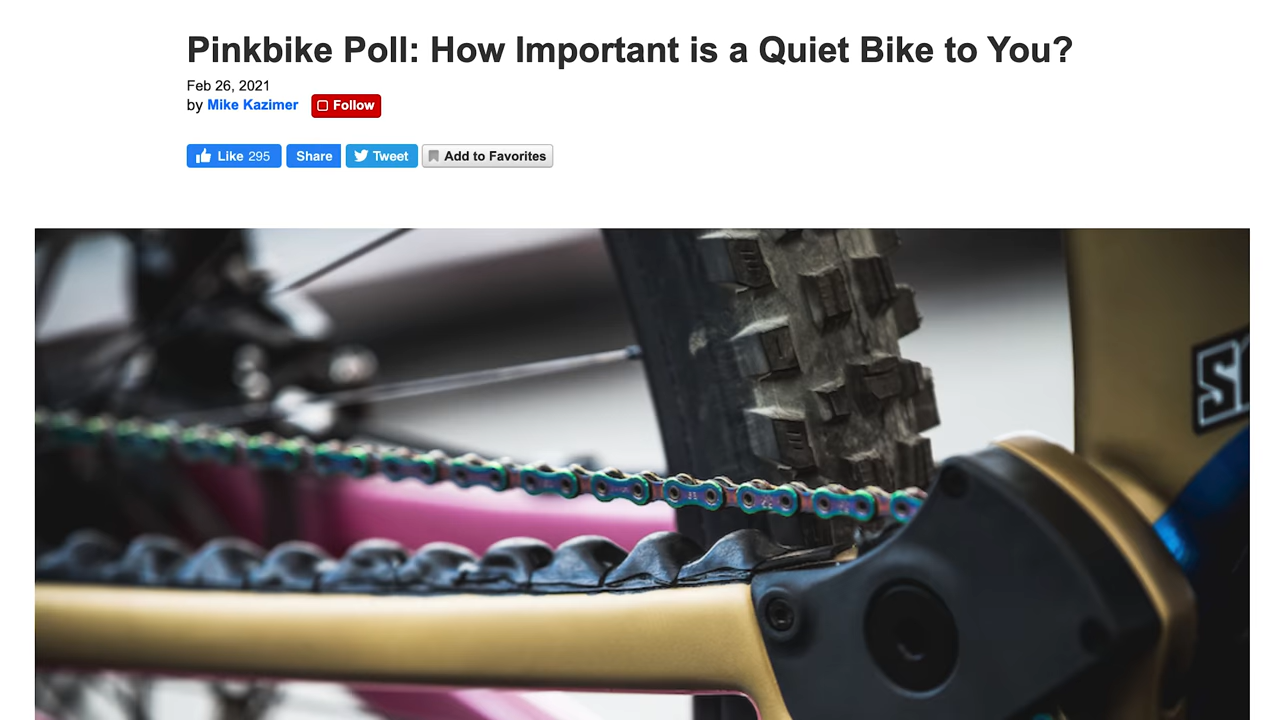 Pinkbike Poll: How Important is a Quiet Bike to You?
Feb 26, 2021
by Mike Kazimer Follow
Like 295 Share Tweet Add to Favorites